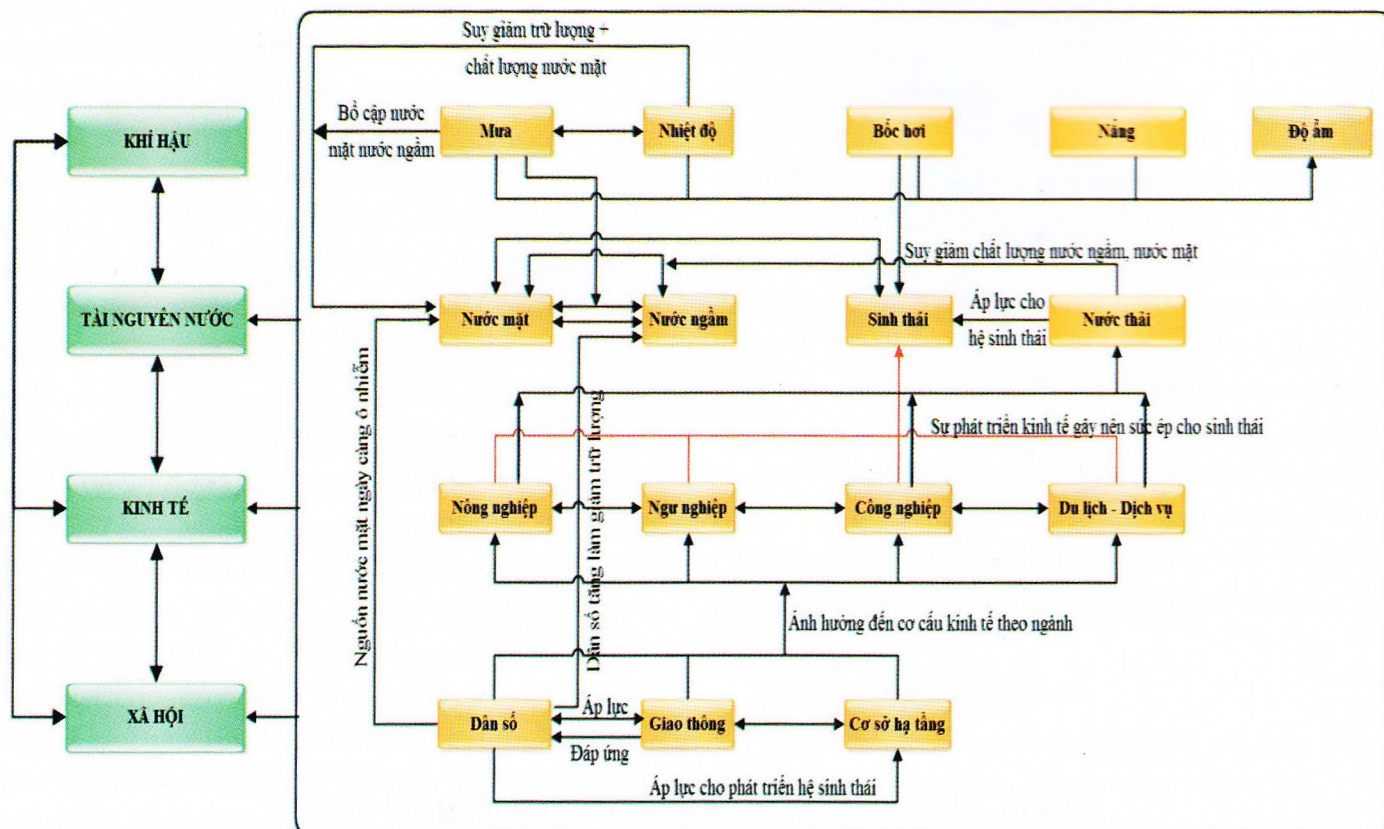 Suy giảm trữ lượng +
chất lượng nước mặt
KHÍ HẬU
Bổ cập nước
mặt nước ngầm
Mưa
Nhiệt độ
Bốc hơi
Nắng
Độ ẩm
Suy giảm chất lượng nước ngầm, nước mặt
TÀI NGUYÊN NƯỚC
Nước mặt
Nước ngầm
Sinh thái
Áp lực cho
hệ sinh thái
Nước thải
Nguồn nước mặt ngày càng ô nhiễm
Dân số tăng làm giảm trữ lượng
Sự phát triển kinh tế gây nên sức ép cho sinh thái
KINH TẾ
Nông nghiệp
Ngư nghiệp
Công nghiệp
Du lịch - Dịch vụ
Ảnh hưởng đến cơ cấu kinh tế theo ngành
XÃ HỘI
Dân số
Áp lực
Đáp ứng
Giao thông
Cơ sở hạ tầng
Áp lực cho phát triển hệ sinh thái